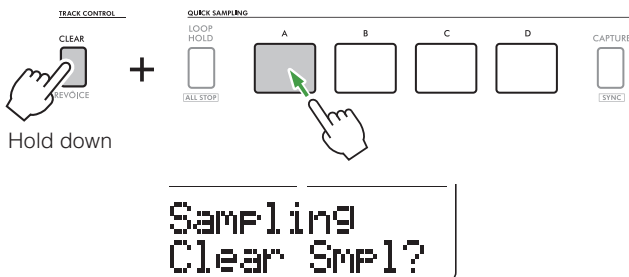 TRACK CONTROL
QUICK SAMPLING
CLEAR
REVOICE
LOOP
HOLD
ALL STOP
A
B
C
D
CAPTURE
SYNC
Hold down
Sampling
Clear Smpl?